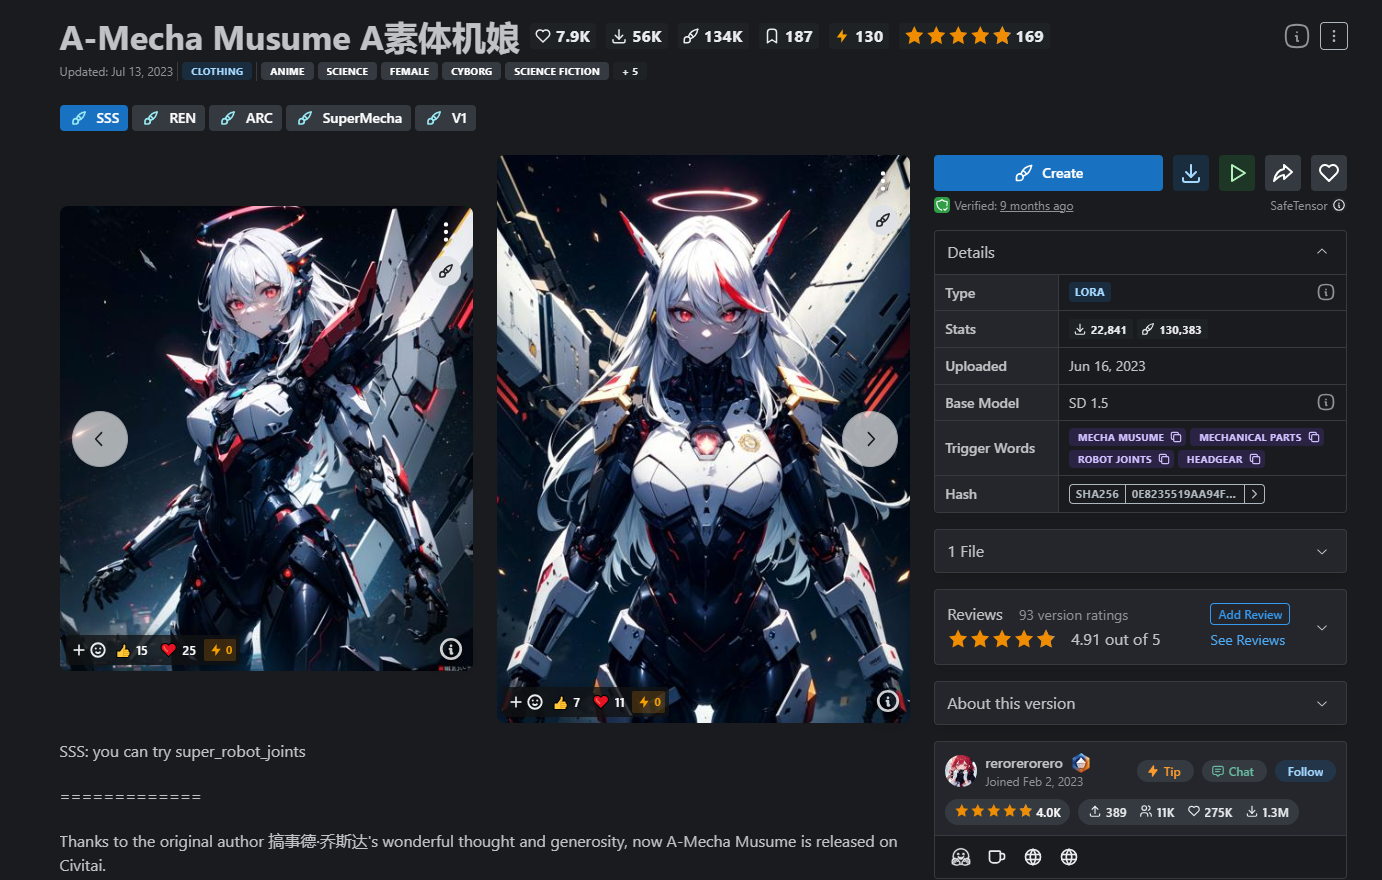 A-Mecha Musume A素体机娘 7.9K 56K 134K 187 130 169
Updated: Jul 13, 2023 CLOTHING ANIME SCIENCE FEMALE CYBORG SCIENCE FICTION + 5
SSS REN ARC SuperMecha V1
Create
Verified: 9 months ago SafeTensor
Details
Type LORA
Stats 22,841 130,383
Uploaded Jun 16, 2023
Base Model SD 1.5
Trigger Words MECHA MUSUME MECHANICAL PARTS
ROBOT JOINTS HEADGEAR
Hash SHA256 0E8235519AA94F...
1 File
Reviews 93 version ratings Add Review
4.91 out of 5 See Reviews
About this version
rerorerorero
Joined Feb 2, 2023
Tip Chat Follow
4.0K 389 11K 275K 1.3M
15 25 0
7 11 0
SSS: you can try super_robot_joints
=============
Thanks to the original author 搞事德·乔斯达's wonderful thought and generosity, now A-Mecha Musume is released on
Civitai.